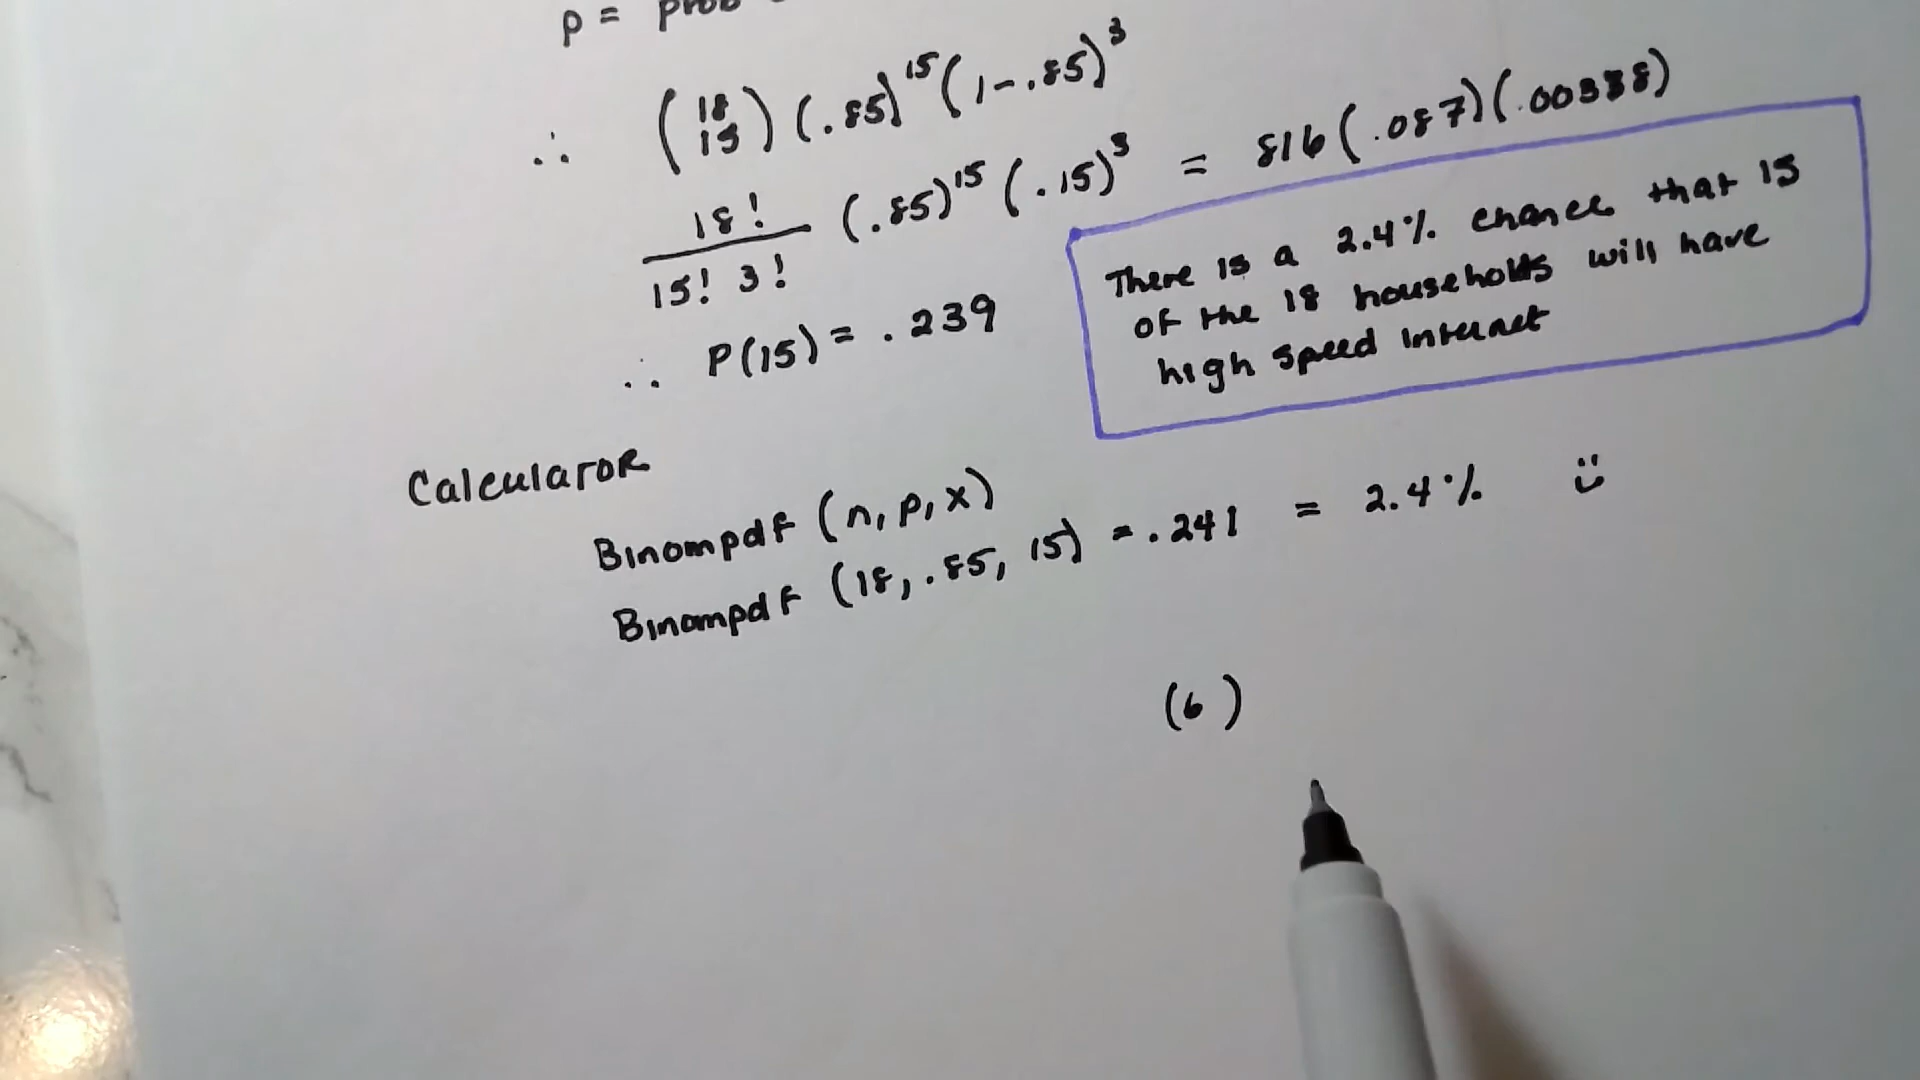 p = prob
∴ (18 15) (.85)^15 (1-.85)^3
18! / 15! 3! (.85)^15 (.15)^3 = 816 (.087)(.00338)
∴ P(15) = .239
There is a 2.4% chance that 15
of the 18 households will have
high speed internet
Calculator
Binompdf (n, p, x)
Binompdf (18, .85, 15) = .241 = 2.4% ¨⌣
(6 )